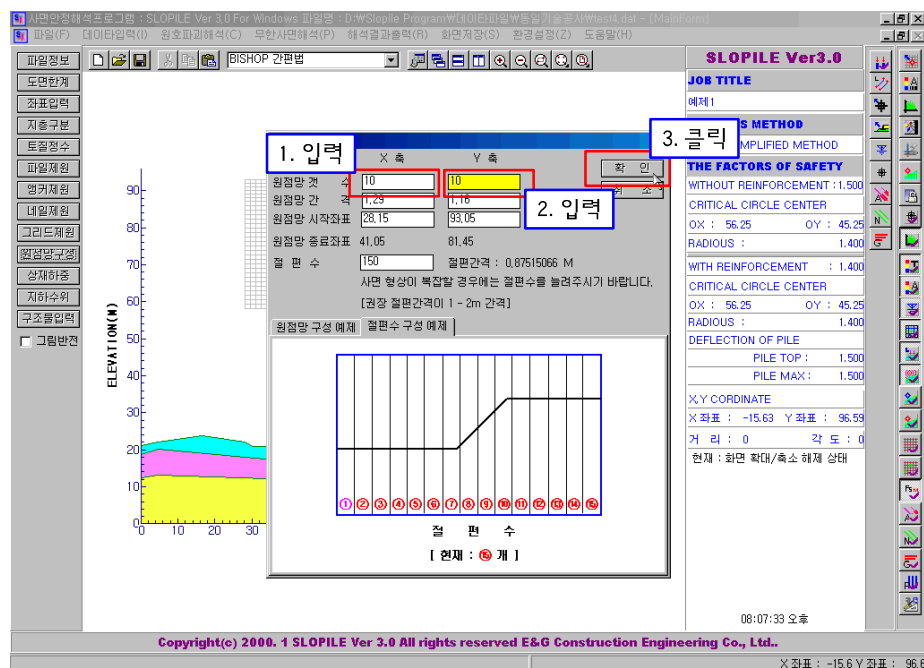 사면안정해석프로그램 : SLOPILE Ver 3.0 For Windows 파일명 : D:\Slopile Program\데이타파일\동일기술공사\test4.dat - [MainForm]
파일(F) 데이타입력(I) 원호파괴해석(C) 무한사면해석(P) 해석결과출력(R) 화면저장(S) 환경설정(Z) 도움말(H)
파일정보
도면한계
좌표입력
지층구분
토질정수
파일제원
앵커제원
네일제원
그리드제원
원점망구성
상재하중
지하수위
구조물입력
그림반전
BISHOP 간편법
ELEVATION(M)
90
80
70
60
50
40
30
20
10
0
0 10 20 30
1. 입력
2. 입력
3. 클릭
X 축 Y 축
원점망 갯 수 10 10
원점망 간 격 1,29 1,16
원점망 시작좌표 28,15 93,05
원점망 종료좌표 41,05 81,45
절 편 수 150 절편간격 : 0,87515066 M
사면 형상이 복잡할 경우에는 절편수를 늘려주시기 바랍니다.
[권장 절편간격이 1 - 2m 간격]
확 인
취 소
원점망 구성 예제 절편수 구성 예제
① ② ③ ④ ⑤ ⑥ ⑦ ⑧ ⑨ ⑩ ⑪ ⑫ ⑬ ⑭ ⑮
절 편 수
[ 현재 : ⑮ 개 ]
SLOPILE Ver3.0
JOB TITLE
예제1
S METHOD
MPLIFIED METHOD
THE FACTORS OF SAFETY
WITHOUT REINFORCEMENT : 1.500
CRITICAL CIRCLE CENTER
OX : 56.25 OY : 45.25
RADIOUS : 1.400
WITH REINFORCEMENT : 1.400
CRITICAL CIRCLE CENTER
OX : 56.25 OY : 45.25
RADIOUS : 1.400
DEFLECTION OF PILE
PILE TOP : 1.500
PILE MAX : 1.500
X,Y CORDINATE
X 좌표 : -15.63 Y 좌표 : 96.59
거 리 : 0 각 도 : 0
현재 : 화면 확대/축소 해제 상태
08:07:33 오후
Copyright(c) 2000. 1 SLOPILE Ver 3.0 All rights reserved E&G Construction Engineering Co., Ltd..
X 좌표 : -15.6 Y 좌표 :